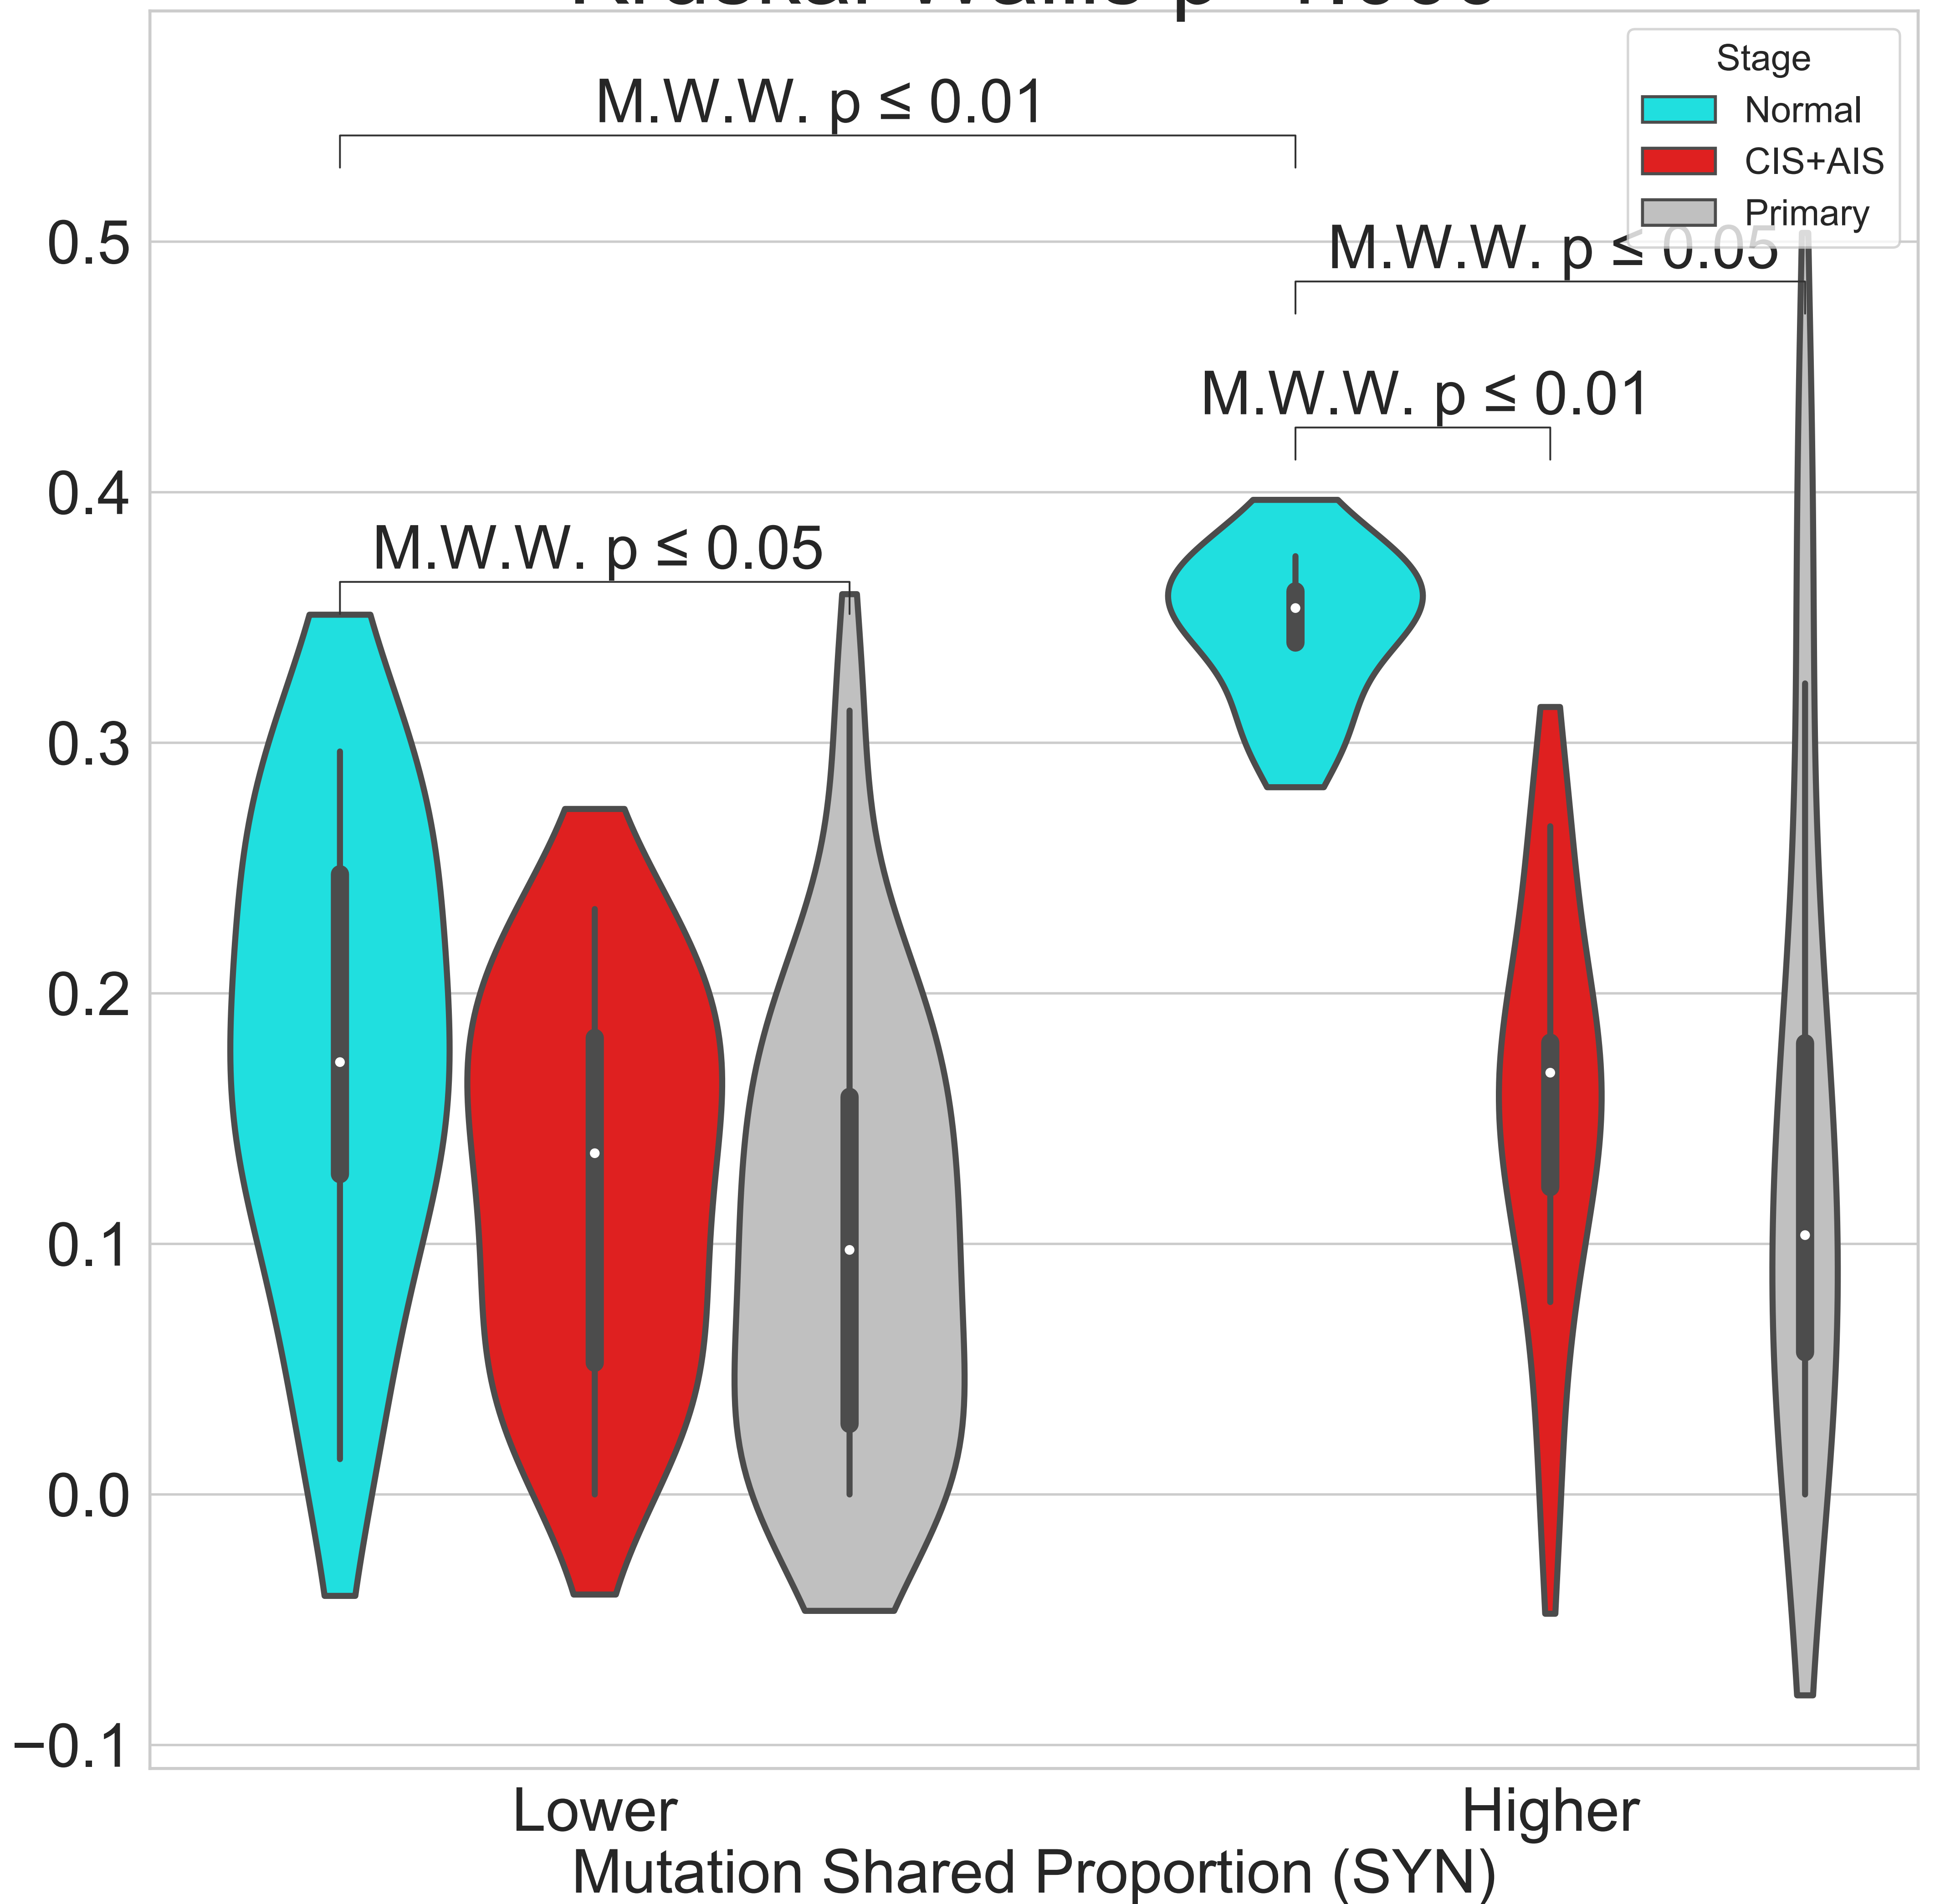 M.W.W. p ≤ 0.01
Stage
Normal
CIS+AIS
Primary
M.W.W. p ≤ 0.05
M.W.W. p ≤ 0.01
M.W.W. p ≤ 0.05
0.5
0.4
0.3
0.2
0.1
0.0
−0.1
Lower
Higher
Mutation Shared Proportion (SYN)